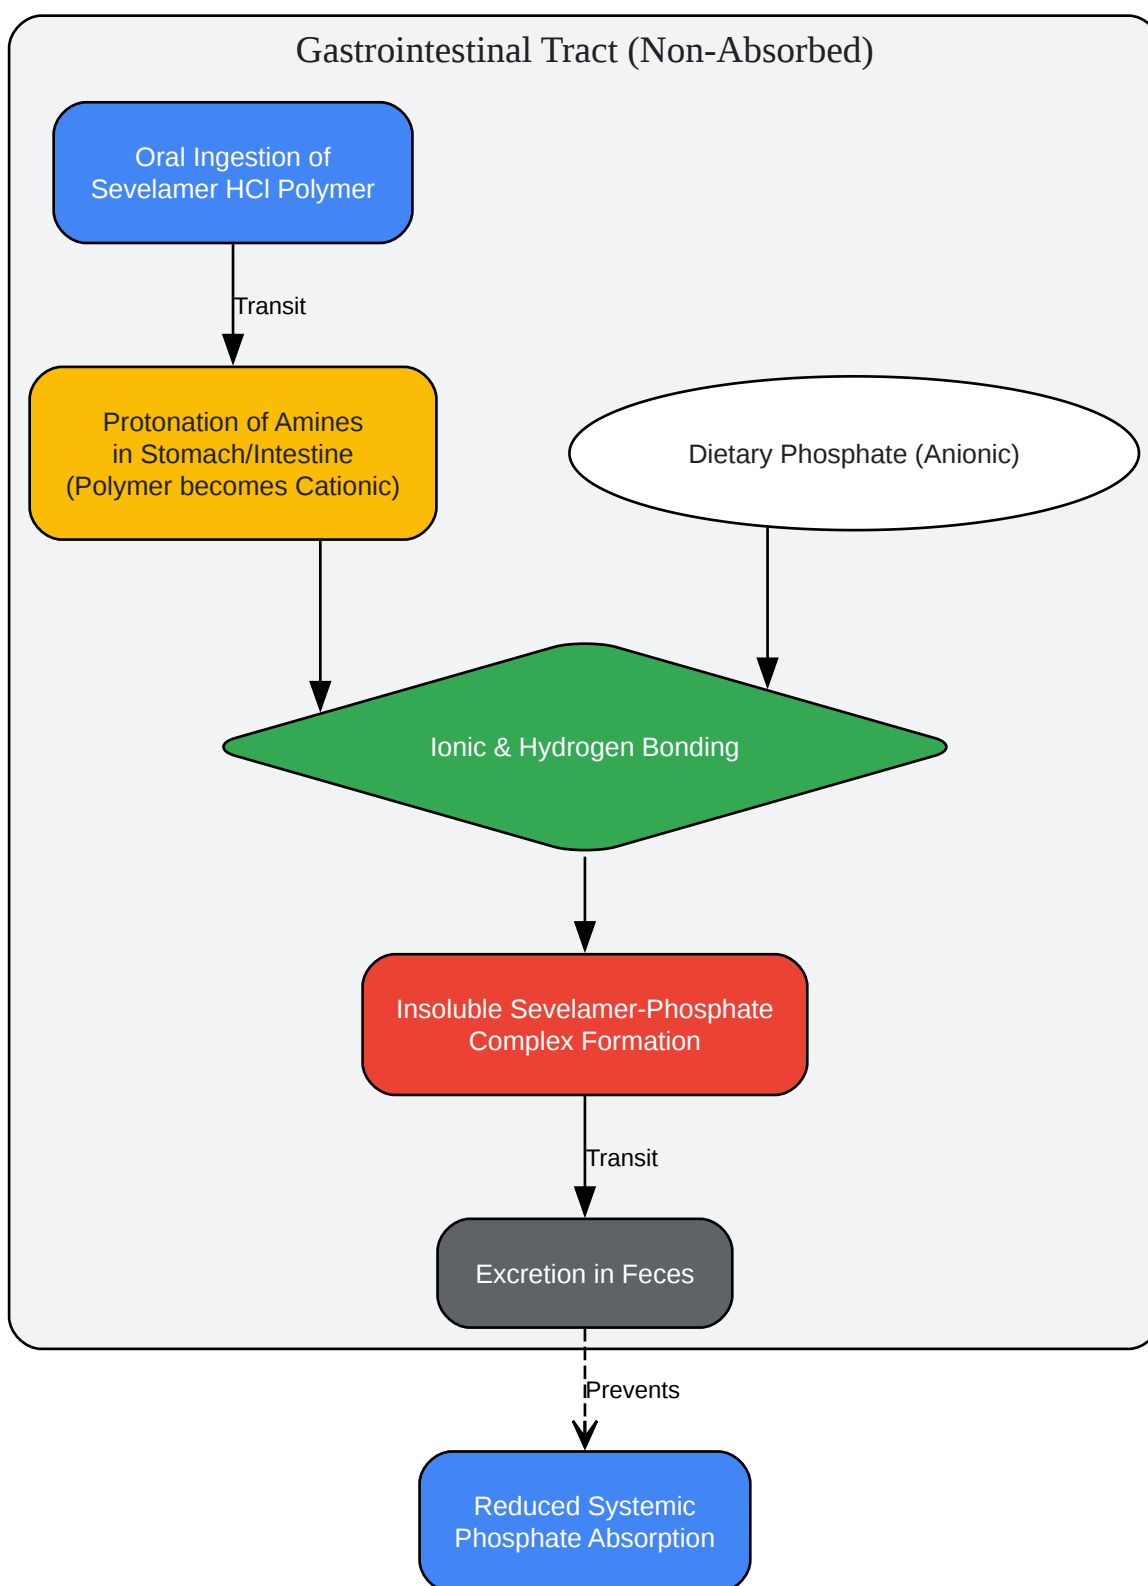 Gastrointestinal Tract (Non-Absorbed)
Oral Ingestion of
Sevelamer HCl Polymer
Transit
Protonation of Amines
in Stomach/Intestine
(Polymer becomes Cationic)
Dietary Phosphate (Anionic)
Ionic & Hydrogen Bonding
Insoluble Sevelamer-Phosphate
Complex Formation
Transit
Excretion in Feces
Prevents
Reduced Systemic
Phosphate Absorption